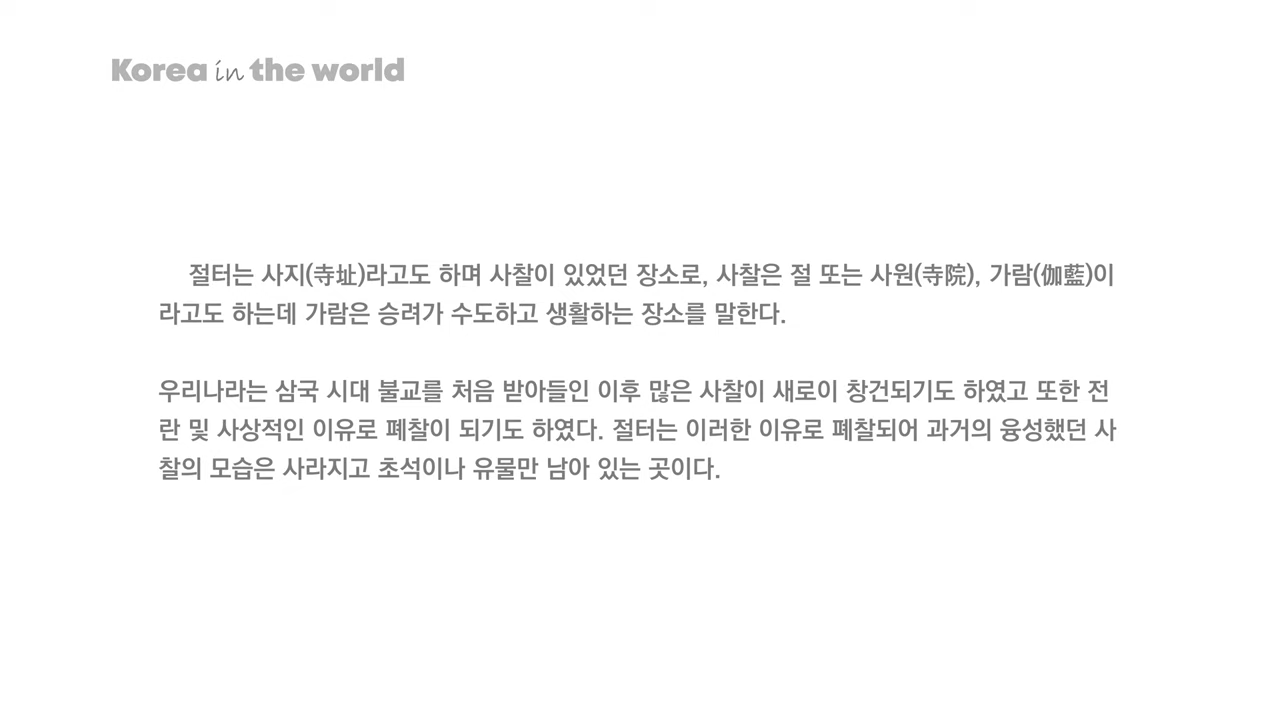 Korea in the world
절터는 사지(寺址)라고도 하며 사찰이 있었던 장소로, 사찰은 절 또는 사원(寺院), 가람(伽藍)이
라고도 하는데 가람은 승려가 수도하고 생활하는 장소를 말한다.
우리나라는 삼국 시대 불교를 처음 받아들인 이후 많은 사찰이 새로이 창건되기도 하였고 또한 전
란 및 사상적인 이유로 폐찰이 되기도 하였다. 절터는 이러한 이유로 폐찰되어 과거의 융성했던 사
찰의 모습은 사라지고 초석이나 유물만 남아 있는 곳이다.